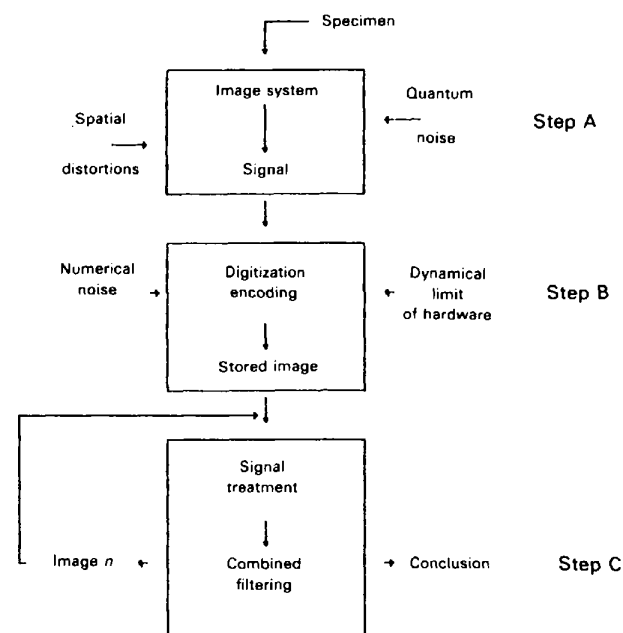 Specimen
Image system
Signal
Spatial
distortions
Quantum
noise
Step A
Digitization
encoding
Stored image
Numerical
noise
Dynamical
limit
of hardware
Step B
Signal
treatment
Combined
filtering
Image n
Conclusion
Step C